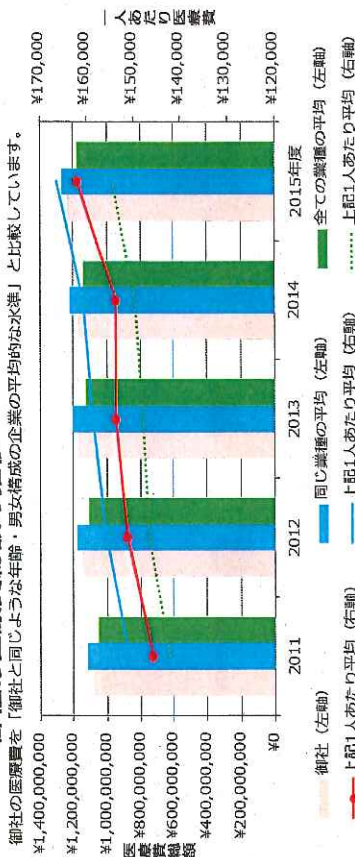 御社の医療費を「御社と同じような年齢・男女構成の企業の平均的な水準」と比較しています。
医療費総額
一人あたり医療費
¥1,400,000,000
¥1,200,000,000
¥1,000,000,000
¥800,000,000
¥600,000,000
¥400,000,000
¥200,000,000
¥0
¥170,000
¥160,000
¥150,000
¥140,000
¥130,000
¥120,000
2011
2012
2013
2014
2015年度
御社（左軸）
同じ業種の平均（左軸）
全ての業種の平均（左軸）
上記1人あたり平均（右軸）
上記1人あたり平均（右軸）
上記1人あたり平均（右軸）